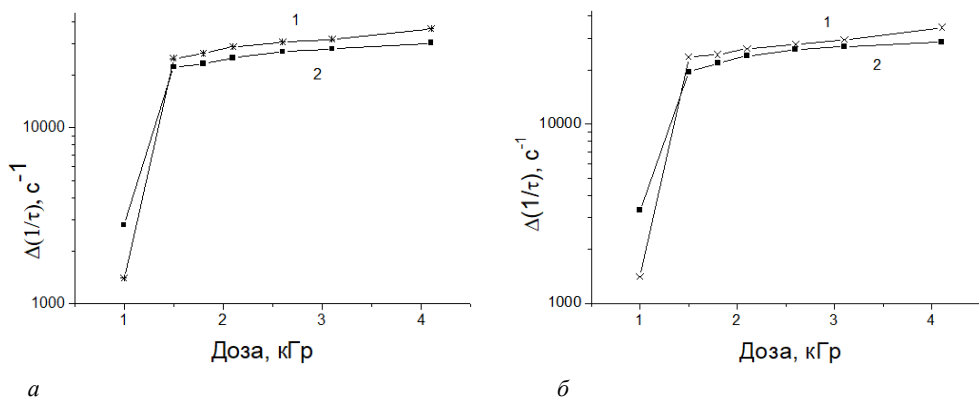 1
2
10000
1000
Δ(1/τ), с⁻¹
1 2 3 4
Доза, кГр
а
1
2
10000
1000
Δ(1/τ), с⁻¹
1 2 3 4
Доза, кГр
б